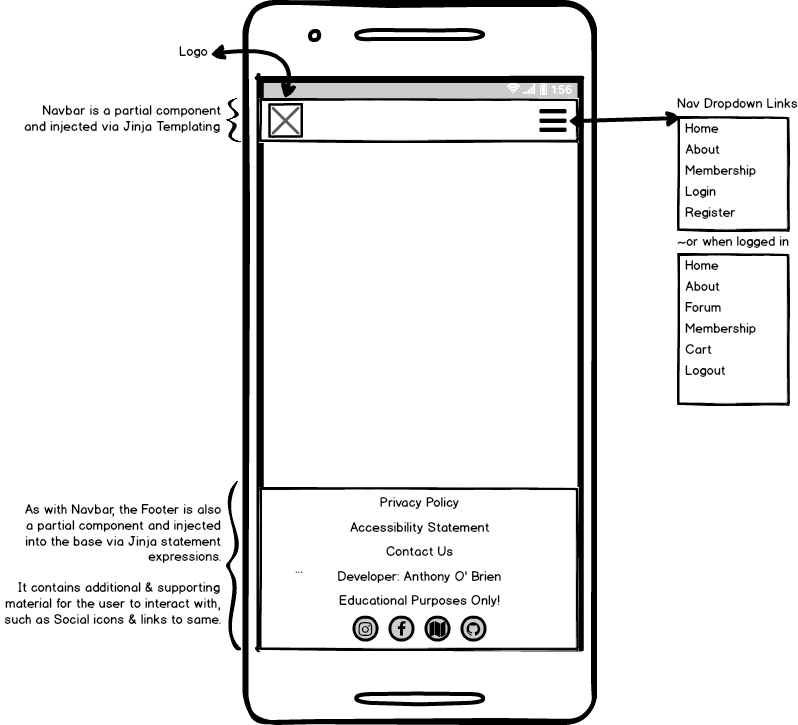 Logo
1:56
Navbar is a partial component
and injected via Jinja Templating
Nav Dropdown Links
Home
About
Membership
Login
Register
~or when logged in
Home
About
Forum
Membership
Cart
Logout
As with Navbar, the Footer is also
a partial component and injected
into the base via Jinja statement
expressions.
It contains additional & supporting
material for the user to interact with,
such as Social icons & links to same.
Privacy Policy
Accessibility Statement
Contact Us
...
Developer: Anthony O' Brien
Educational Purposes Only!